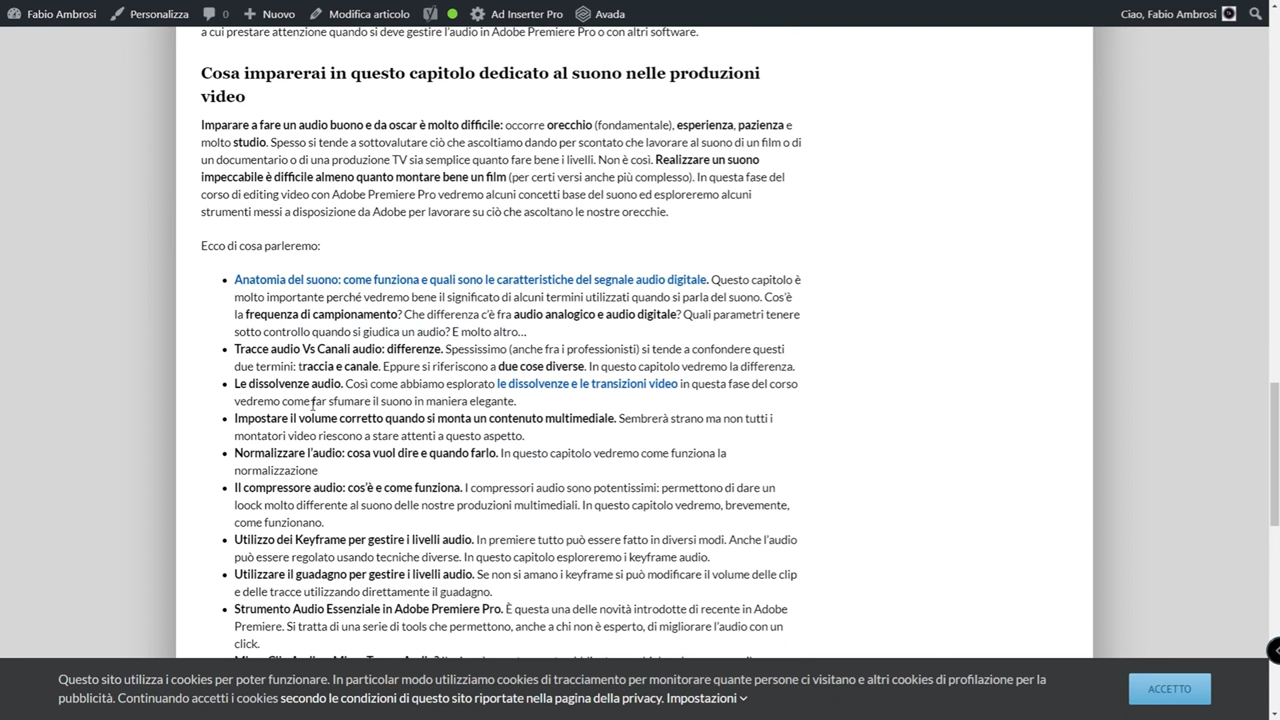 Fabio Ambrosi Personalizza 0 Nuovo Modifica articolo Ad Inserter Pro Avada Ciao, Fabio Ambrosi
a cui prestare attenzione quando si deve gestire l'audio in Adobe Premiere Pro o con altri software.
Cosa imparerai in questo capitolo dedicato al suono nelle produzioni
video
Imparare a fare un audio buono e da oscar è molto difficile: occorre orecchio (fondamentale), esperienza, pazienza e
molto studio. Spesso si tende a sottovalutare ciò che ascoltiamo dando per scontato che lavorare al suono di un film o di
un documentario o di una produzione TV sia semplice quanto fare bene i livelli. Non è così. Realizzare un suono
impeccabile è difficile almeno quanto montare bene un film (per certi versi anche più complesso). In questa fase del
corso di editing video con Adobe Premiere Pro vedremo alcuni concetti base del suono ed esploreremo alcuni
strumenti messi a disposizione da Adobe per lavorare su ciò che ascoltano le nostre orecchie.
Ecco di cosa parleremo:
• Anatomia del suono: come funziona e quali sono le caratteristiche del segnale audio digitale. Questo capitolo è
molto importante perché vedremo bene il significato di alcuni termini utilizzati quando si parla del suono. Cos'è
la frequenza di campionamento? Che differenza c'è fra audio analogico e audio digitale? Quali parametri tenere
sotto controllo quando si giudica un audio? E molto altro…
• Tracce audio Vs Canali audio: differenze. Spessissimo (anche fra i professionisti) si tende a confondere questi
due termini: traccia e canale. Eppure si riferiscono a due cose diverse. In questo capitolo vedremo la differenza.
• Le dissolvenze audio. Così come abbiamo esplorato le dissolvenze e le transizioni video in questa fase del corso
vedremo come far sfumare il suono in maniera elegante.
• Impostare il volume corretto quando si monta un contenuto multimediale. Sembrerà strano ma non tutti i
montatori video riescono a stare attenti a questo aspetto.
• Normalizzare l'audio: cosa vuol dire e quando farlo. In questo capitolo vedremo come funziona la
normalizzazione
• Il compressore audio: cos'è e come funziona. I compressori audio sono potentissimi: permettono di dare un
loock molto differente al suono delle nostre produzioni multimediali. In questo capitolo vedremo, brevemente,
come funzionano.
• Utilizzo dei Keyframe per gestire i livelli audio. In premiere tutto può essere fatto in diversi modi. Anche l'audio
può essere regolato usando tecniche diverse. In questo capitolo esploreremo i keyframe audio.
• Utilizzare il guadagno per gestire i livelli audio. Se non si amano i keyframe si può modificare il volume delle clip
e delle tracce utilizzando direttamente il guadagno.
• Strumento Audio Essenziale in Adobe Premiere Pro. È questa una delle novità introdotte di recente in Adobe
Premiere. Si tratta di una serie di tools che permettono, anche a chi non è esperto, di migliorare l'audio con un
click.
Questo sito utilizza i cookies per poter funzionare. In particolar modo utilizziamo cookies di tracciamento per monitorare quante persone ci visitano e altri cookies di profilazione per la
pubblicità. Continuando accetti i cookies secondo le condizioni di questo sito riportate nella pagina della privacy. Impostazioni
ACCETTO